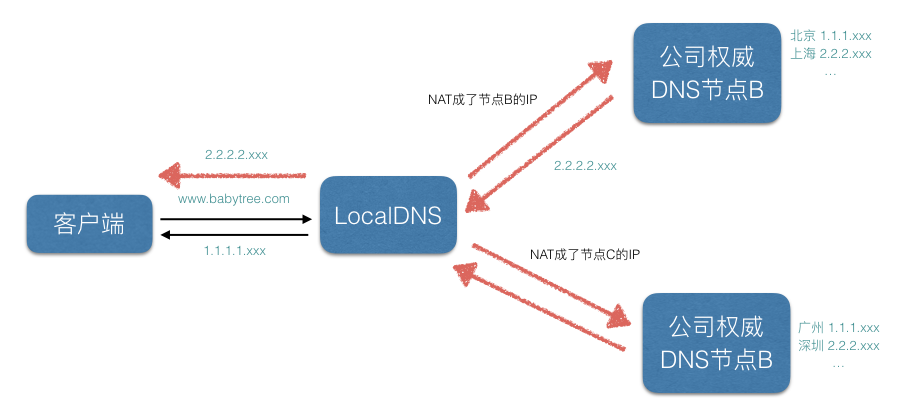 公司权威
DNS节点B
北京 1.1.1.xxx
上海 2.2.2.xxx
...
NAT成了节点B的IP
2.2.2.2.xxx
2.2.2.2.xxx
www.babytree.com
客户端
LocalDNS
1.1.1.1.xxx
NAT成了节点C的IP
公司权威
DNS节点B
广州 1.1.1.xxx
深圳 2.2.2.xxx
...